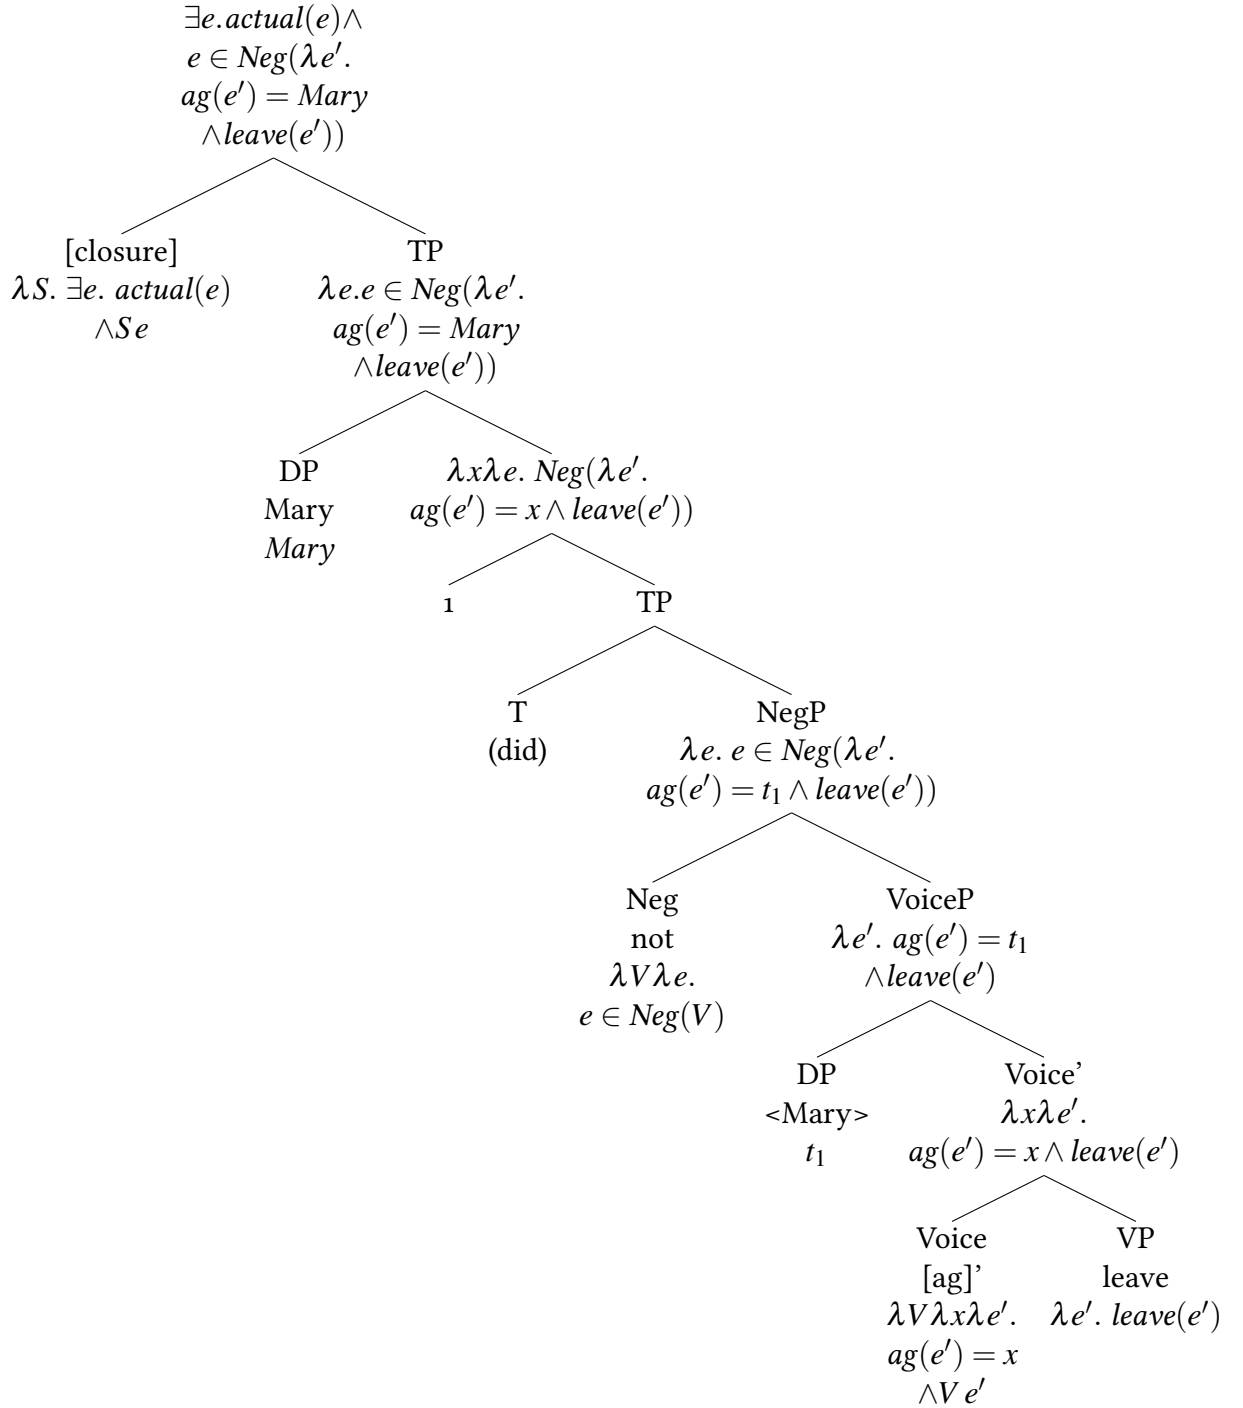 ∃e.actual(e)∧
e ∈ Neg(λe′.
ag(e′) = Mary
∧leave(e′))
[closure]
λS. ∃e. actual(e)
∧Se
TP
λe.e ∈ Neg(λe′.
ag(e′) = Mary
∧leave(e′))
DP
Mary
Mary
λxλe. Neg(λe′.
ag(e′) = x ∧ leave(e′))
1
TP
T
(did)
NegP
λe. e ∈ Neg(λe′.
ag(e′) = t₁ ∧ leave(e′))
Neg
not
λVλe.
e ∈ Neg(V)
VoiceP
λe′. ag(e′) = t₁
∧leave(e′)
DP
<Mary>
t₁
Voice’
λxλe′.
ag(e′) = x ∧ leave(e′)
Voice
[ag]’
λVλxλe′.
ag(e′) = x
∧V e′
VP
leave
λe′. leave(e′)